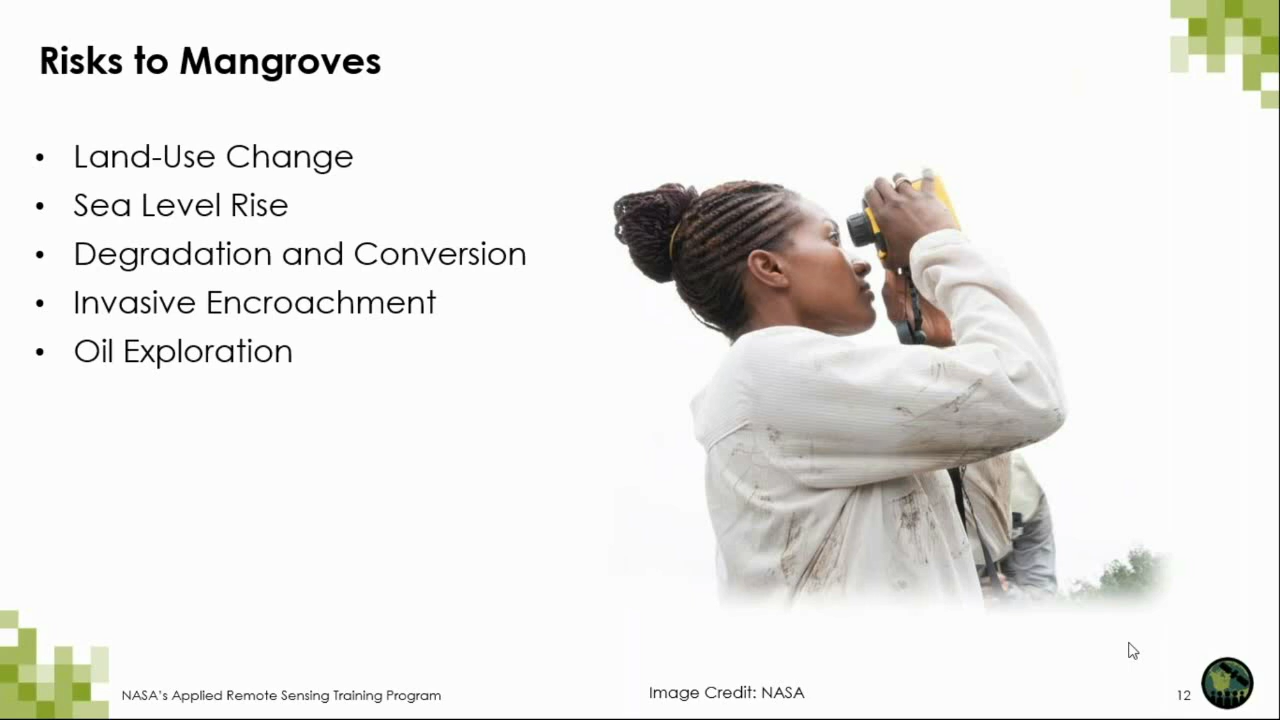 Risks to Mangroves
• Land-Use Change
• Sea Level Rise
• Degradation and Conversion
• Invasive Encroachment
• Oil Exploration
NASA's Applied Remote Sensing Training Program
Image Credit: NASA
12